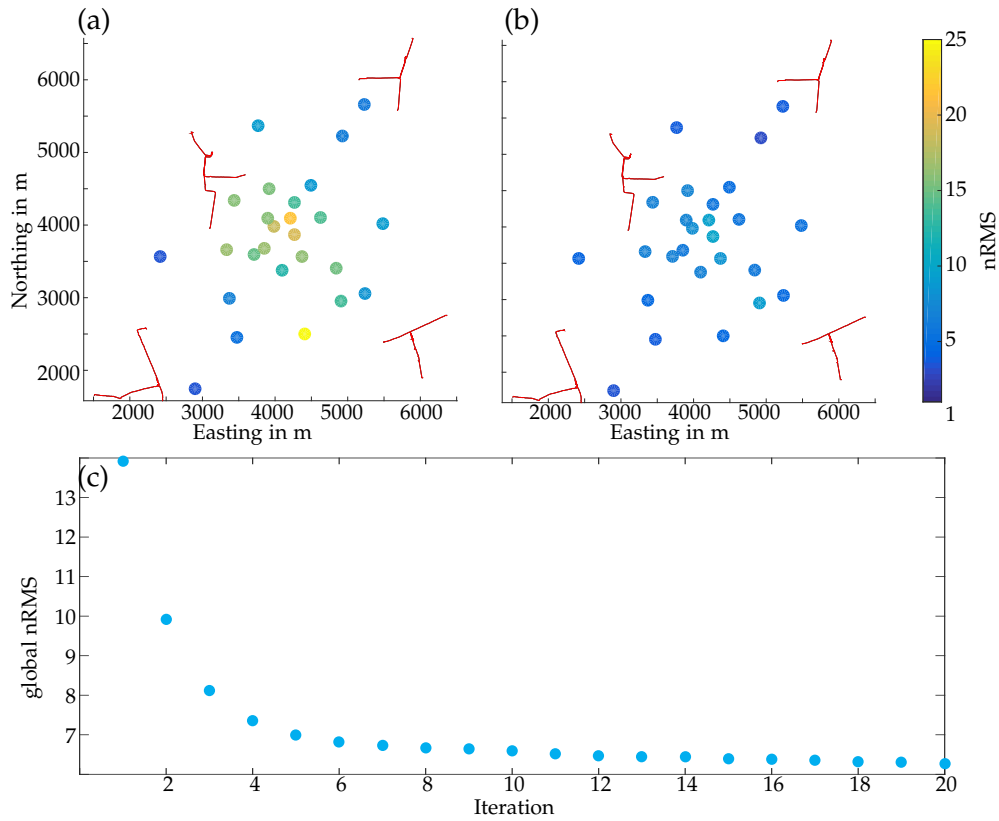 (a)
(b)
6000
5000
4000
3000
2000
Northing in m
2000 3000 4000 5000 6000
Easting in m
2000 3000 4000 5000 6000
Easting in m
25
20
15
10
5
1
nRMS
(c)
13
12
11
10
9
8
7
global nRMS
2 4 6 8 10 12 14 16 18 20
Iteration